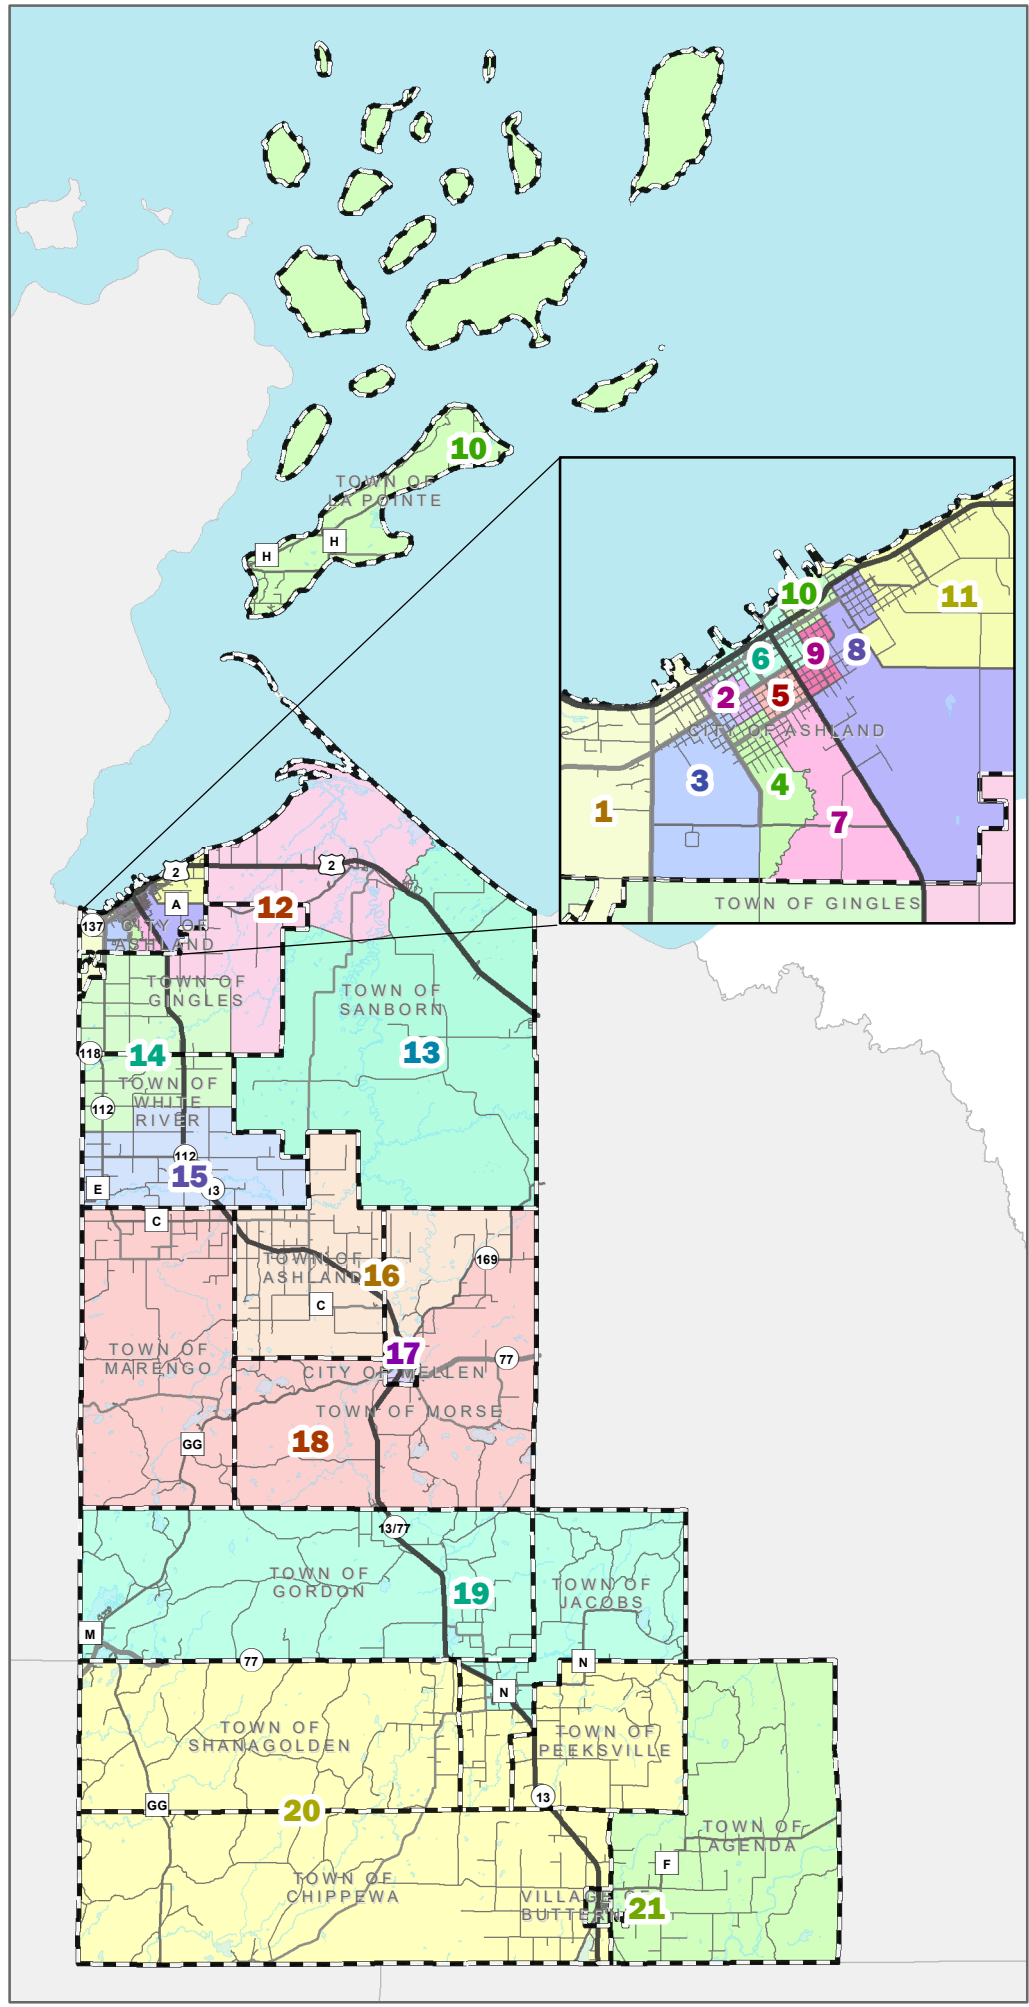 10
TOWN OF
LA POINTE
H
H
10
11
6
9
8
2
5
CITY OF ASHLAND
3
4
1
7
TOWN OF GINGLES
2
2
A
137
12
CITY OF
ASHLAND
TOWN OF
GINGLES
TOWN OF
SANBORN
13
118
14
TOWN OF
WHITE
RIVER
112
112
15
E
13
C
TOWN OF
ASHLAND
16
169
C
TOWN OF
MARENGO
17
77
CITY OF MELLEN
TOWN OF MORSE
18
GG
13/77
TOWN OF
GORDON
19
TOWN OF
JACOBS
M
77
N
N
TOWN OF
SHANAGOLDEN
TOWN OF
PEEKSVILLE
GG
20
13
TOWN OF
AGENDA
F
TOWN OF
CHIPPEWA
VILLAGE OF
21